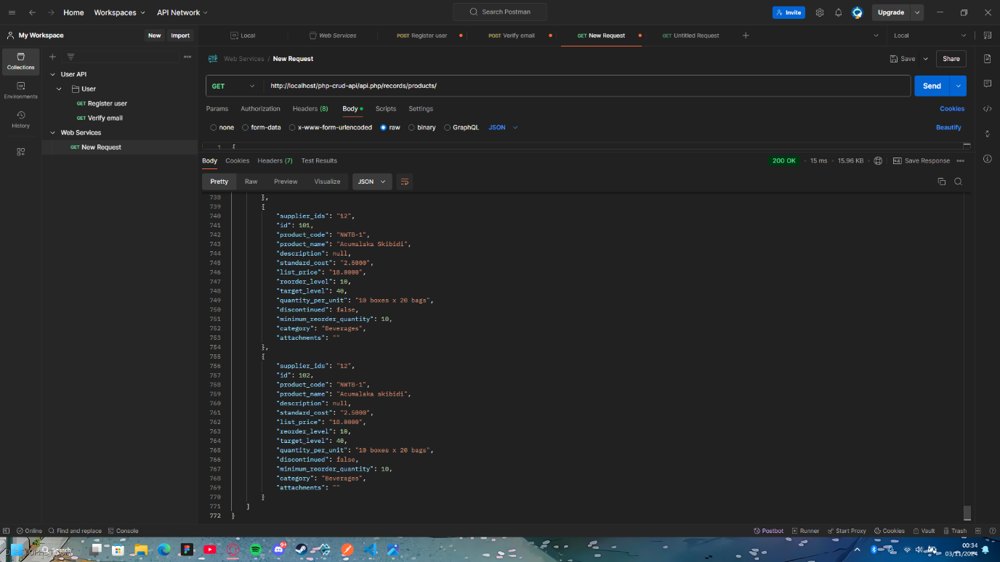 Home Workspaces API Network Search Postman Invite Upgrade
My Workspace New Import Local Web Services POST Register user POST Verify email GET New Request GET Untitled Request Local
Collections
Environments
History
User API
User
GET Register user
GET Verify email
Web Services
GET New Request
HTTP Web Services / New Request Save Share
GET http://localhost/php-crud-api/api.php/records/products/ Send
Params Authorization Headers (8) Body Scripts Settings Cookies
none form-data x-www-form-urlencoded raw binary GraphQL JSON Beautify
1 {
Body Cookies Headers (7) Test Results 200 OK 15 ms 15.96 KB Save Response
Pretty Raw Preview Visualize JSON
738 },
739 {
740 "supplier_ids": "12",
741 "id": 101,
742 "product_code": "NWTB-1",
743 "product_name": "Acumalaka Skibidi",
744 "description": null,
745 "standard_cost": "2.5000",
746 "list_price": "18.0000",
747 "reorder_level": 10,
748 "target_level": 40,
749 "quantity_per_unit": "10 boxes x 20 bags",
750 "discontinued": false,
751 "minimum_reorder_quantity": 10,
752 "category": "Beverages",
753 "attachments": ""
754 },
755 {
756 "supplier_ids": "12",
757 "id": 102,
758 "product_code": "NWTB-1",
759 "product_name": "Acumalaka skibidi",
760 "description": null,
761 "standard_cost": "2.5000",
762 "list_price": "18.0000",
763 "reorder_level": 10,
764 "target_level": 40,
765 "quantity_per_unit": "10 boxes x 20 bags",
766 "discontinued": false,
767 "minimum_reorder_quantity": 10,
768 "category": "Beverages",
769 "attachments": ""
770 }
771 ]
772 }
Online Find and replace Console Postbot Runner Start Proxy Cookies Vault Trash
Search 9+ 00:34
03/11/2024